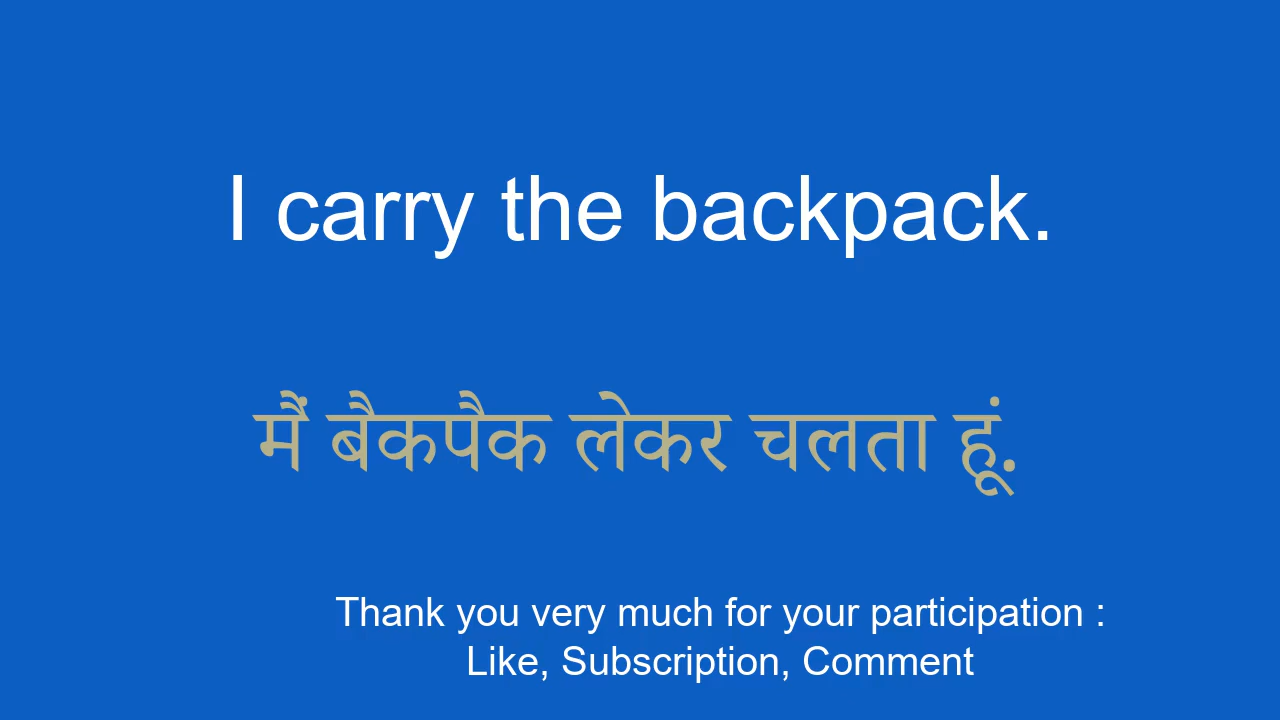 I carry the backpack.
मैं बैकपैक लेकर चलता हूं.
Thank you very much for your participation :
Like, Subscription, Comment